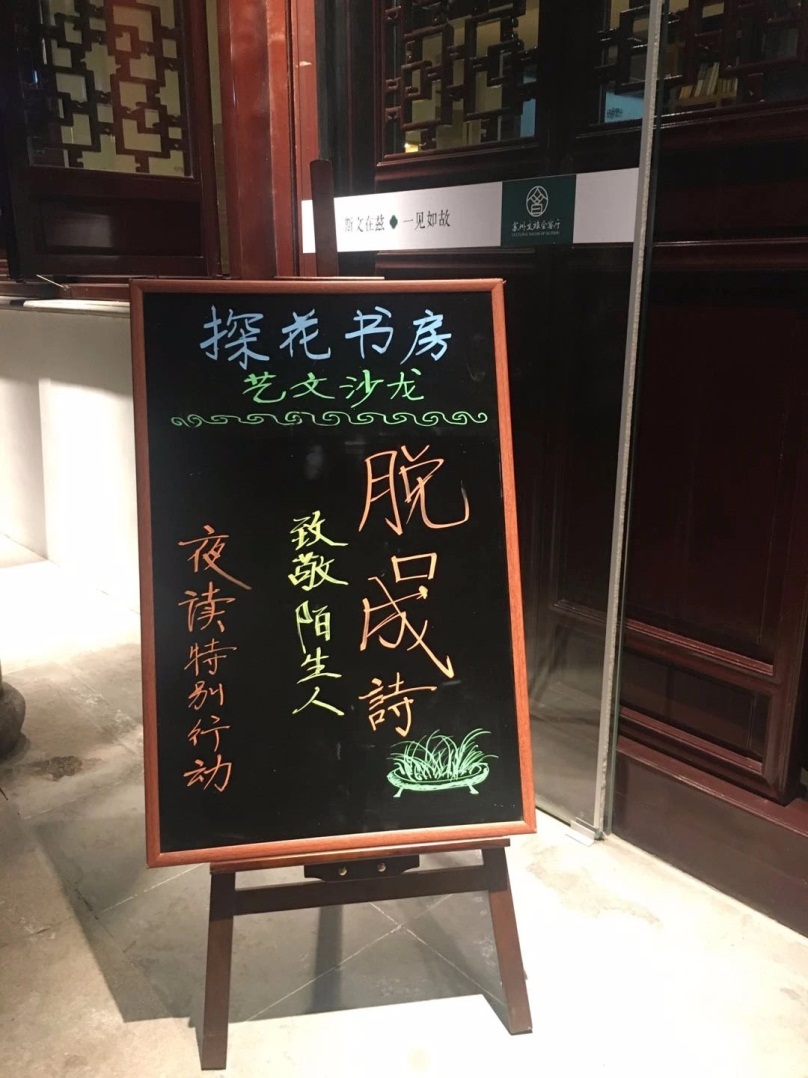 斯文在兹◆一见如故
苏州文旅会客厅
探花书房
艺文沙龙
脱口成詩
致敬陌生人
夜读特别行动